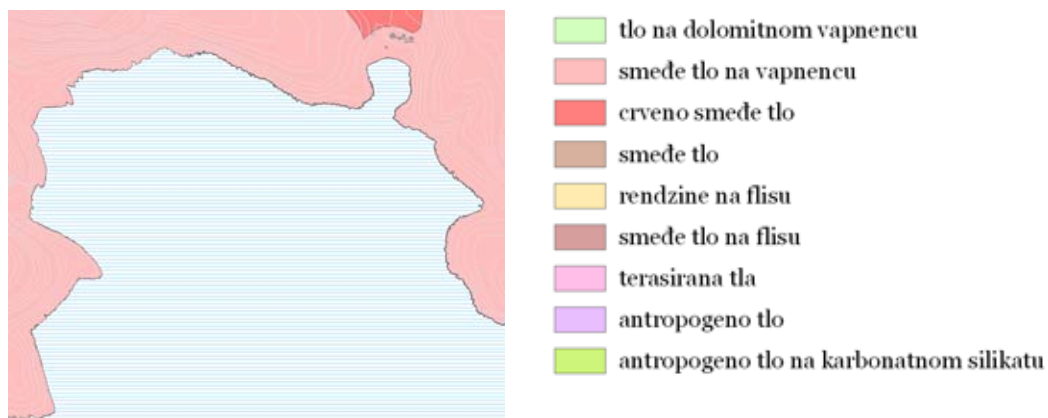 tlo na dolomitnom vapnencu
smeđe tlo na vapnencu
crveno smeđe tlo
smeđe tlo
rendzine na flisu
smeđe tlo na flisu
terasirana tla
antropogeno tlo
antropogeno tlo na karbonatnom silikatu